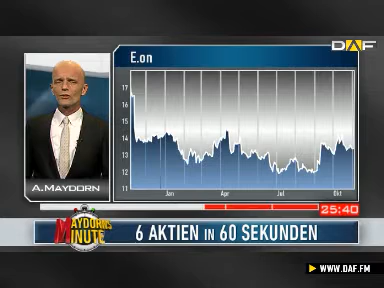 DAF
E.on
17
16
15
14
13
12
11
Jan
Apr
Jul
Okt
A.MAYDORN
25:40
MAYDORNS
MINUTE
6 AKTIEN IN 60 SEKUNDEN
WWW.DAF.FM